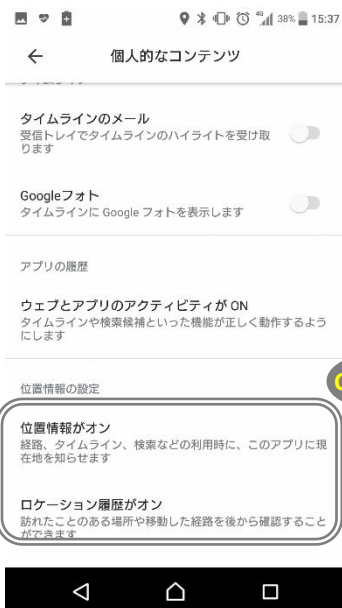 4G 38% 15:37
個人的なコンテンツ
タイムラインのメール
受信トレイでタイムラインのハイライトを受け取
ります
Googleフォト
タイムラインに Google フォトを表示します
アプリの履歴
ウェブとアプリのアクティビティが ON
タイムラインや検索候補といった機能が正しく動作するよう
にします
位置情報の設定
位置情報がオン
経路、タイムライン、検索などの利用時に、このアプリに現
在地を知らせます
ロケーション履歴がオン
訪れたことのある場所や移動した経路を後から確認すること
ができます